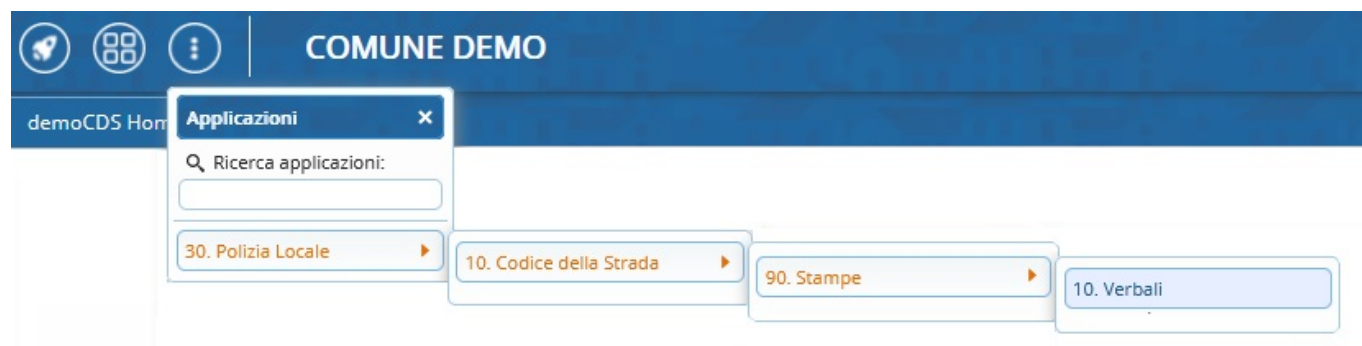 COMUNE DEMO
demoCDS Hom
Applicazioni ×
Ricerca applicazioni:
30. Polizia Locale
10. Codice della Strada
90. Stampe
10. Verbali